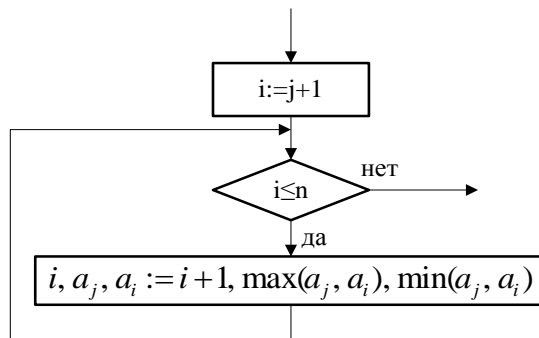 i:=j+1
i≤n
нет
да
i, a_j, a_i := i+1, max(a_j, a_i), min(a_j, a_i)